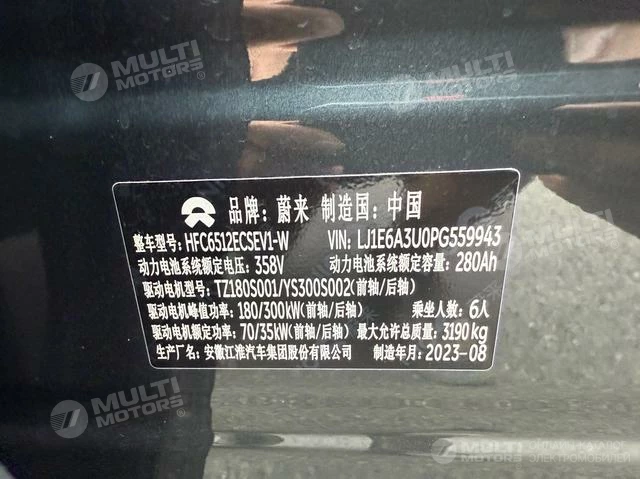 MULTI MOTORS
MULTI MOTORS
品牌: 蔚来 制造国: 中国
整车型号: HFC6512ECSEV1-W VIN: LJ1E6A3U0PG559943
动力电池系统额定电压: 358V 动力电池系统额定容量: 280Ah
驱动电机型号: TZ180S001/YS300S002(前轴/后轴)
驱动电机峰值功率: 180/300kW(前轴/后轴) 乘坐人数: 6人
驱动电机额定功率: 70/35kW(前轴/后轴) 最大允许总质量: 3190kg
生产厂名: 安徽江淮汽车集团股份有限公司 制造年月: 2023-08
MULTI MOTORS
MULTI MOTORS
ЭЛЕКТРОМОБИЛЕЙ